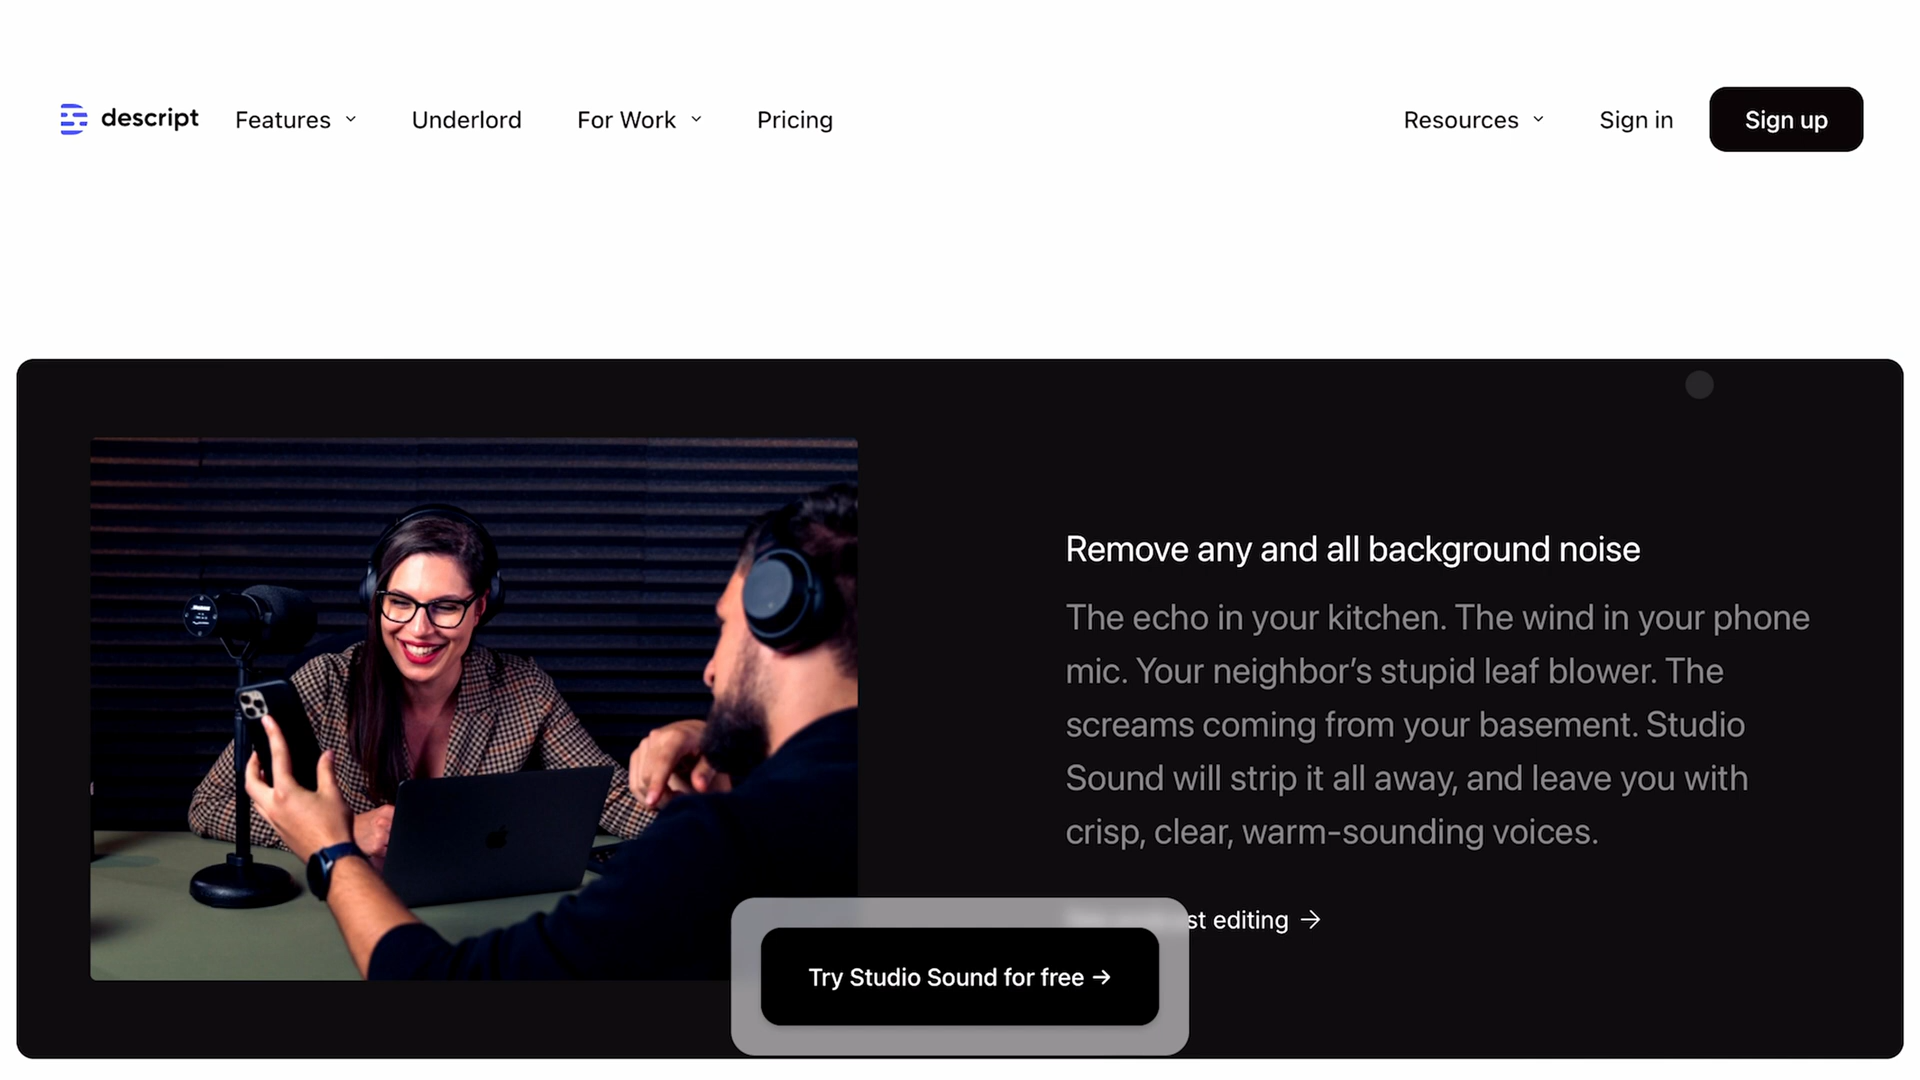 descript
Features
Underlord
For Work
Pricing
Resources
Sign in
Sign up
Remove any and all background noise
The echo in your kitchen. The wind in your phone
mic. Your neighbor’s stupid leaf blower. The
screams coming from your basement. Studio
Sound will strip it all away, and leave you with
crisp, clear, warm-sounding voices.
editing →
Try Studio Sound for free →